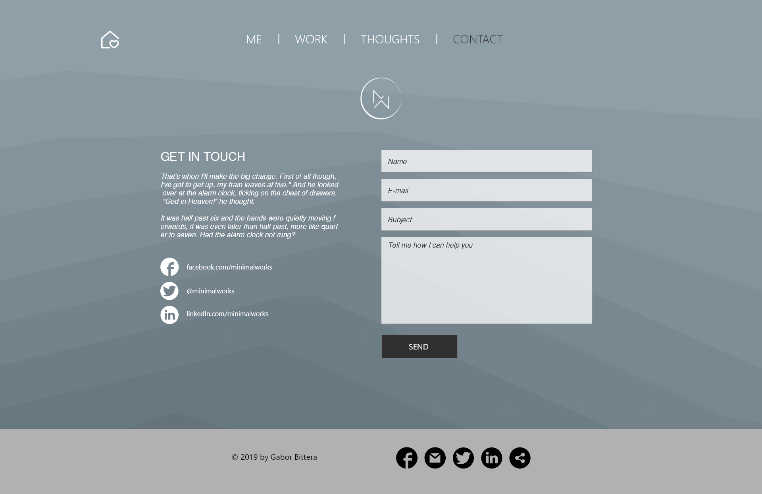 ME | WORK | THOUGHTS | CONTACT
GET IN TOUCH
That's when I'll make the big change. First of all though,
I've got to get up, my train leaves at five." And he looked
over at the alarm clock, ticking on the chest of drawers.
"God in Heaven!" he thought.
It was half past six and the hands were quietly moving f
orwards, it was even later than half past, more like quart
er to seven. Had the alarm clock not rung?
facebook.com/minimalworks
@minimalworks
linkedIn.com/minimalworks
Name
E-mail
Subject
Tell me how I can help you
SEND
© 2019 by Gabor Bittera